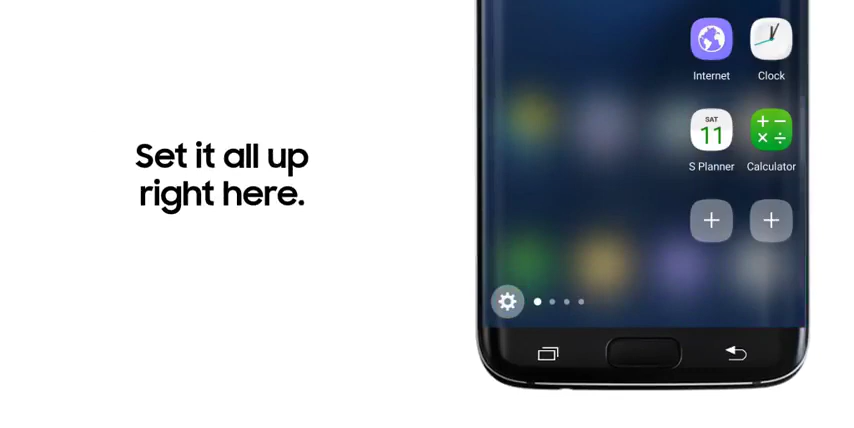 Set it all up
right here.
Internet
Clock
SAT
11
S Planner
Calculator